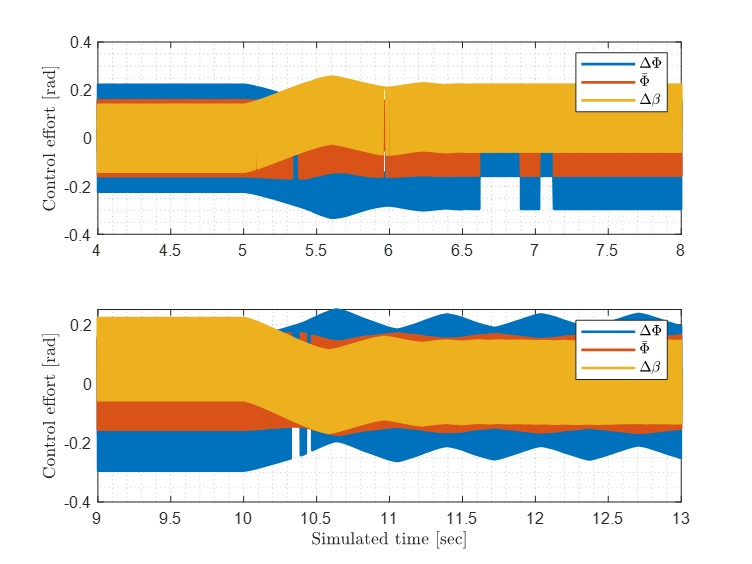 0.4
0.2
0
-0.2
-0.4
Control effort [rad]
ΔΦ
Φ̄
Δβ
4 4.5 5 5.5 6 6.5 7 7.5 8
0.2
0
-0.2
-0.4
Control effort [rad]
ΔΦ
Φ̄
Δβ
9 9.5 10 10.5 11 11.5 12 12.5 13
Simulated time [sec]